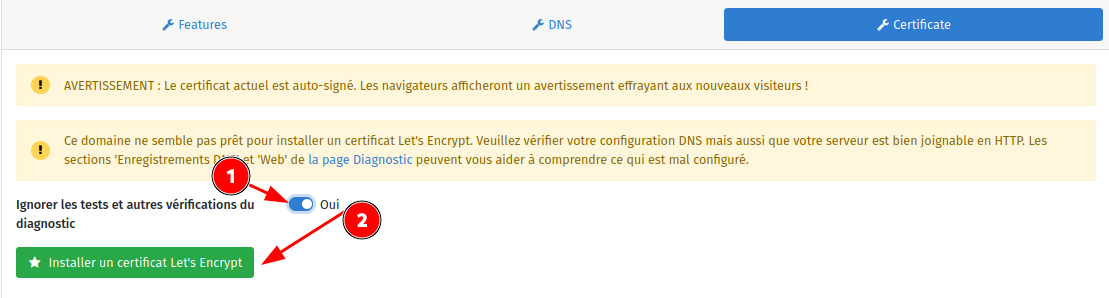 Features
DNS
Certificate
AVERTISSEMENT : Le certificat actuel est auto-signé. Les navigateurs afficheront un avertissement effrayant aux nouveaux visiteurs !
Ce domaine ne semble pas prêt pour installer un certificat Let's Encrypt. Veuillez vérifier votre configuration DNS mais aussi que votre serveur est bien joignable en HTTP. Les
sections 'Enregistrements DNS' et 'Web' de la page Diagnostic peuvent vous aider à comprendre ce qui est mal configuré.
1
Ignorer les tests et autres vérifications du
diagnostic
Oui
2
Installer un certificat Let's Encrypt